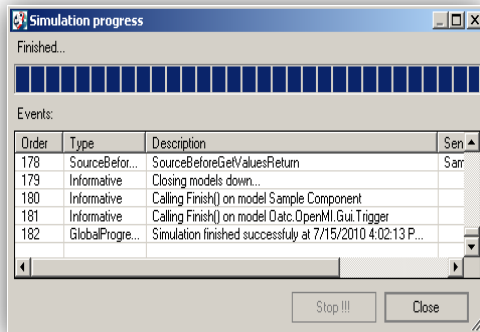 Simulation progress
Finished...
Events:
Order Type Description Sen
178 SourceBefor... SourceBeforeGetValuesReturn Sam
179 Informative Closing models down...
180 Informative Calling Finish() on model Sample Component
181 Informative Calling Finish() on model Oatc.OpenMI.Gui.Trigger
182 GlobalProgre... Simulation finished successfuly at 7/15/2010 4:02:13 P...
Stop !!! Close